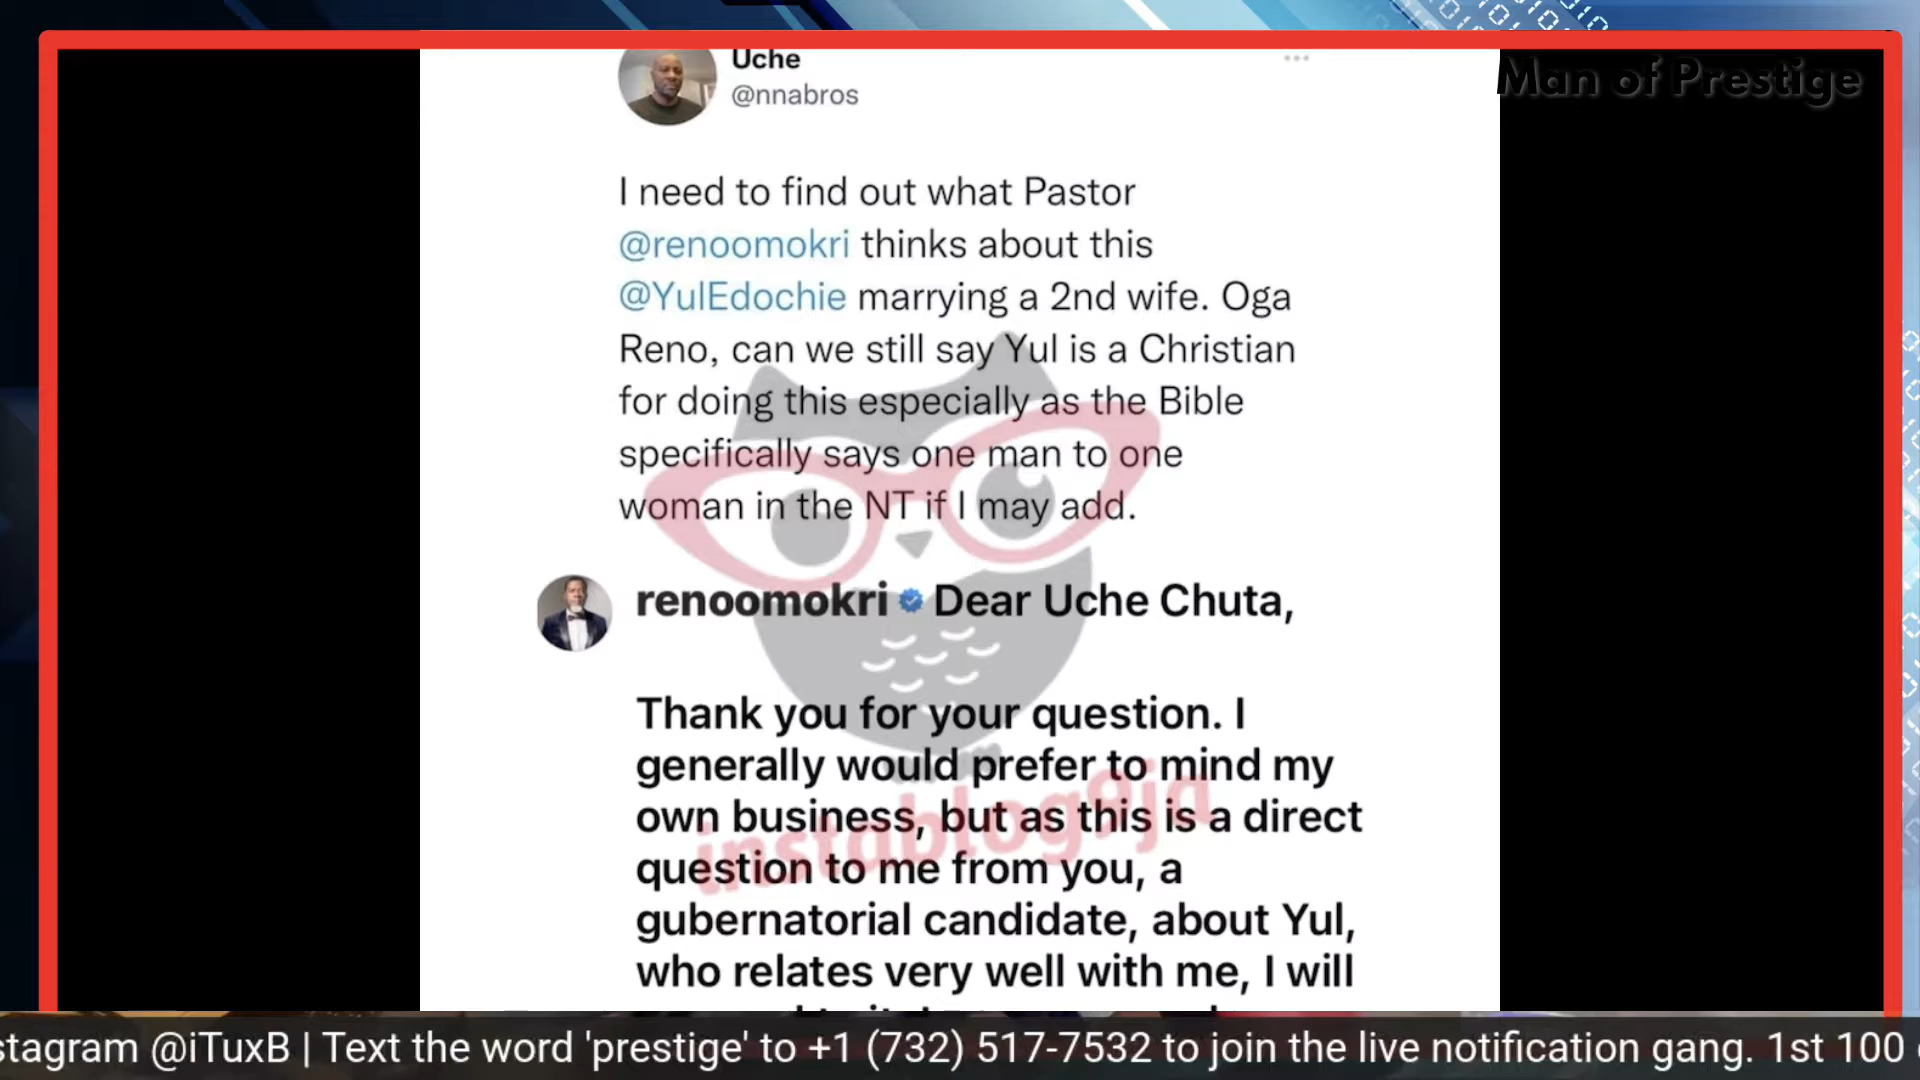 Man of Prestige
Uche
@nnabros
I need to find out what Pastor
@renoomokri thinks about this
@YulEdochie marrying a 2nd wife. Oga
Reno, can we still say Yul is a Christian
for doing this especially as the Bible
specifically says one man to one
woman in the NT if I may add.
renoomokri Dear Uche Chuta,
Thank you for your question. I
generally would prefer to mind my
own business, but as this is a direct
question to me from you, a
gubernatorial candidate, about Yul,
who relates very well with me, I will
instablog9ja
stagram @iTuxB | Text the word 'prestige' to +1 (732) 517-7532 to join the live notification gang. 1st 100